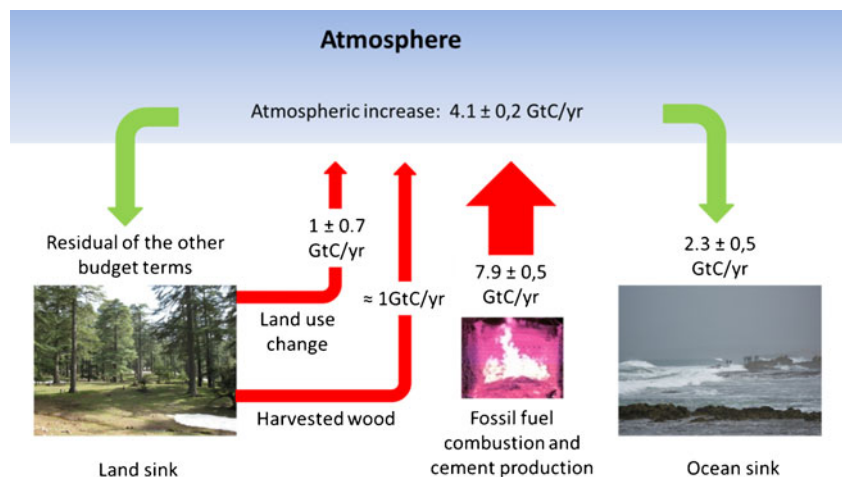 Atmosphere
Atmospheric increase: 4.1 ± 0,2 GtC/yr
Residual of the other
budget terms
1 ± 0.7
GtC/yr
≈ 1GtC/yr
7.9 ± 0,5
GtC/yr
2.3 ± 0,5
GtC/yr
Land use
change
Harvested wood
Fossil fuel
combustion and
cement production
Land sink
Ocean sink